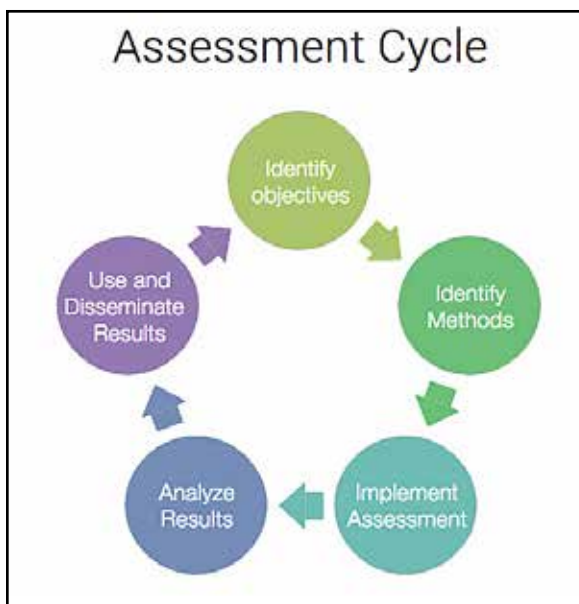 Assessment Cycle
Identify
objectives
Identify
Methods
Implement
Assessment
Analyze
Results
Use and
Disseminate
Results